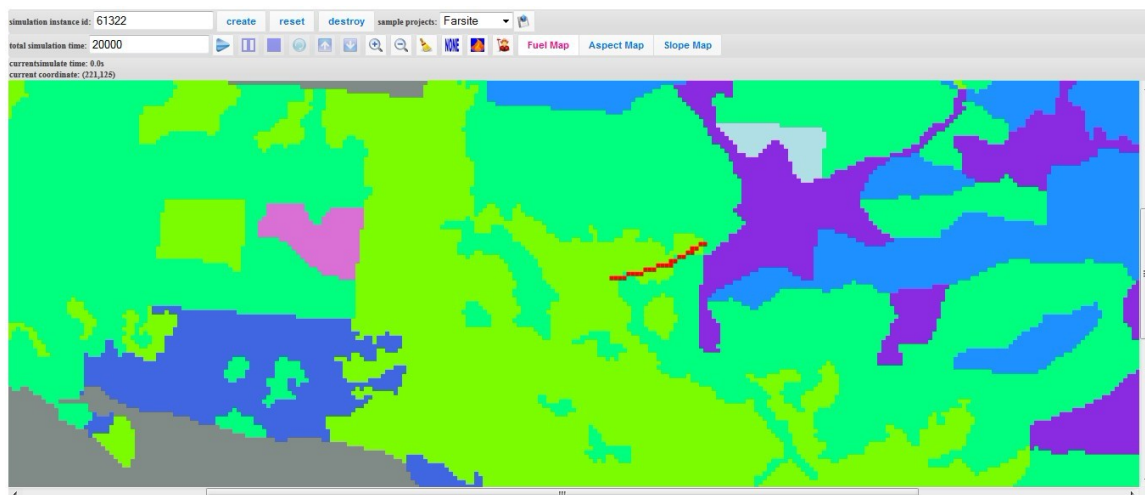 simulation instance id: 61322 create reset destroy sample projects: Farsite
total simulation time: 20000 NONE Fuel Map Aspect Map Slope Map
currentsimulate time: 0.0s
current coordinate: (221,125)